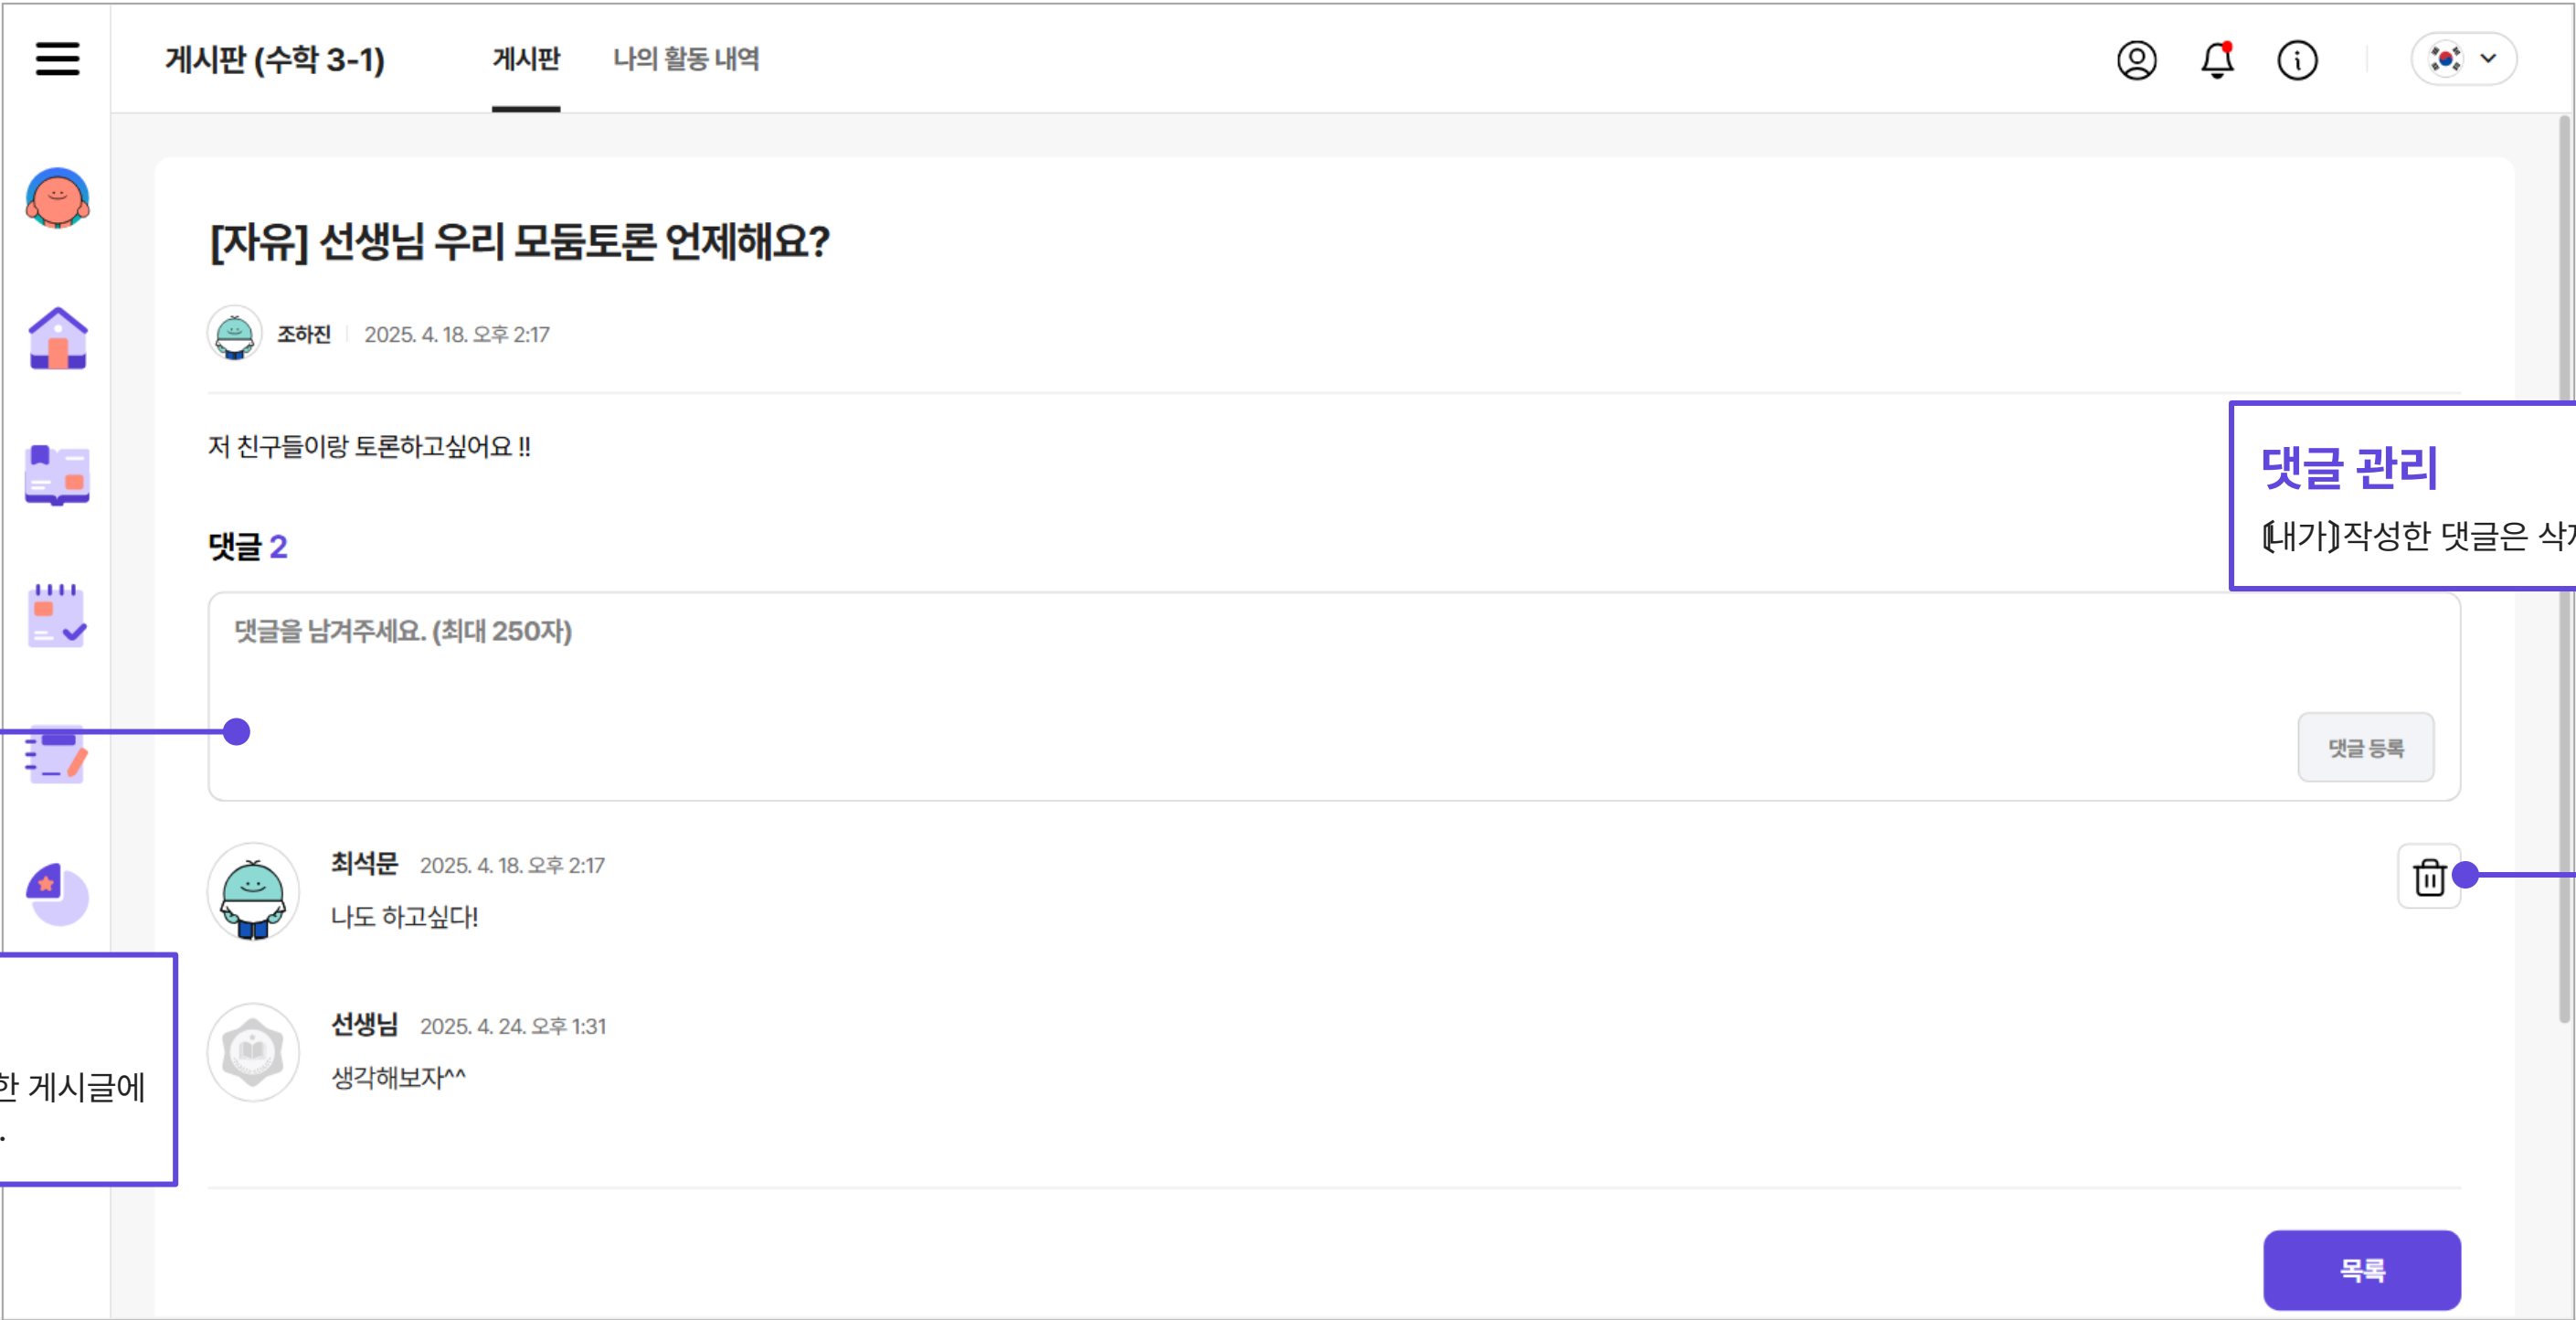 게시판 (수학 3-1)
게시판
나의 활동 내역
[자유] 선생님 우리 모둠토론 언제해요?
조하진
2025. 4. 18. 오후 2:17
저 친구들이랑 토론하고싶어요 !!
댓글 관리
〖내가〗작성한 댓글은
댓글 2
댓글을 남겨주세요. (최대 250자)
댓글 등록
최석문 2025. 4. 18. 오후 2:17
나도 하고싶다!
선생님 2025. 4. 24. 오후 1:31
생각해보자^^
게시글에
.
목록